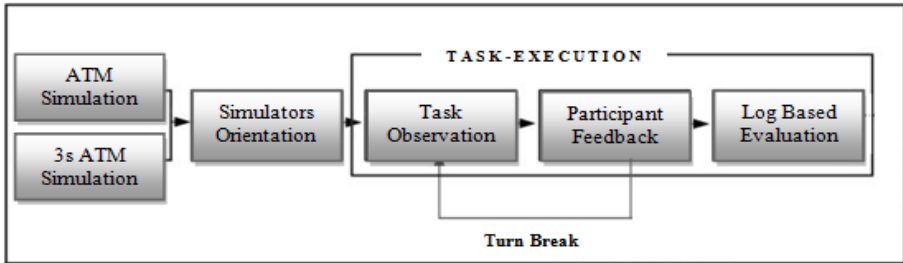 TASK-EXECUTION
ATM
Simulation
3s ATM
Simulation
Simulators
Orientation
Task
Observation
Participant
Feedback
Log Based
Evaluation
Turn Break